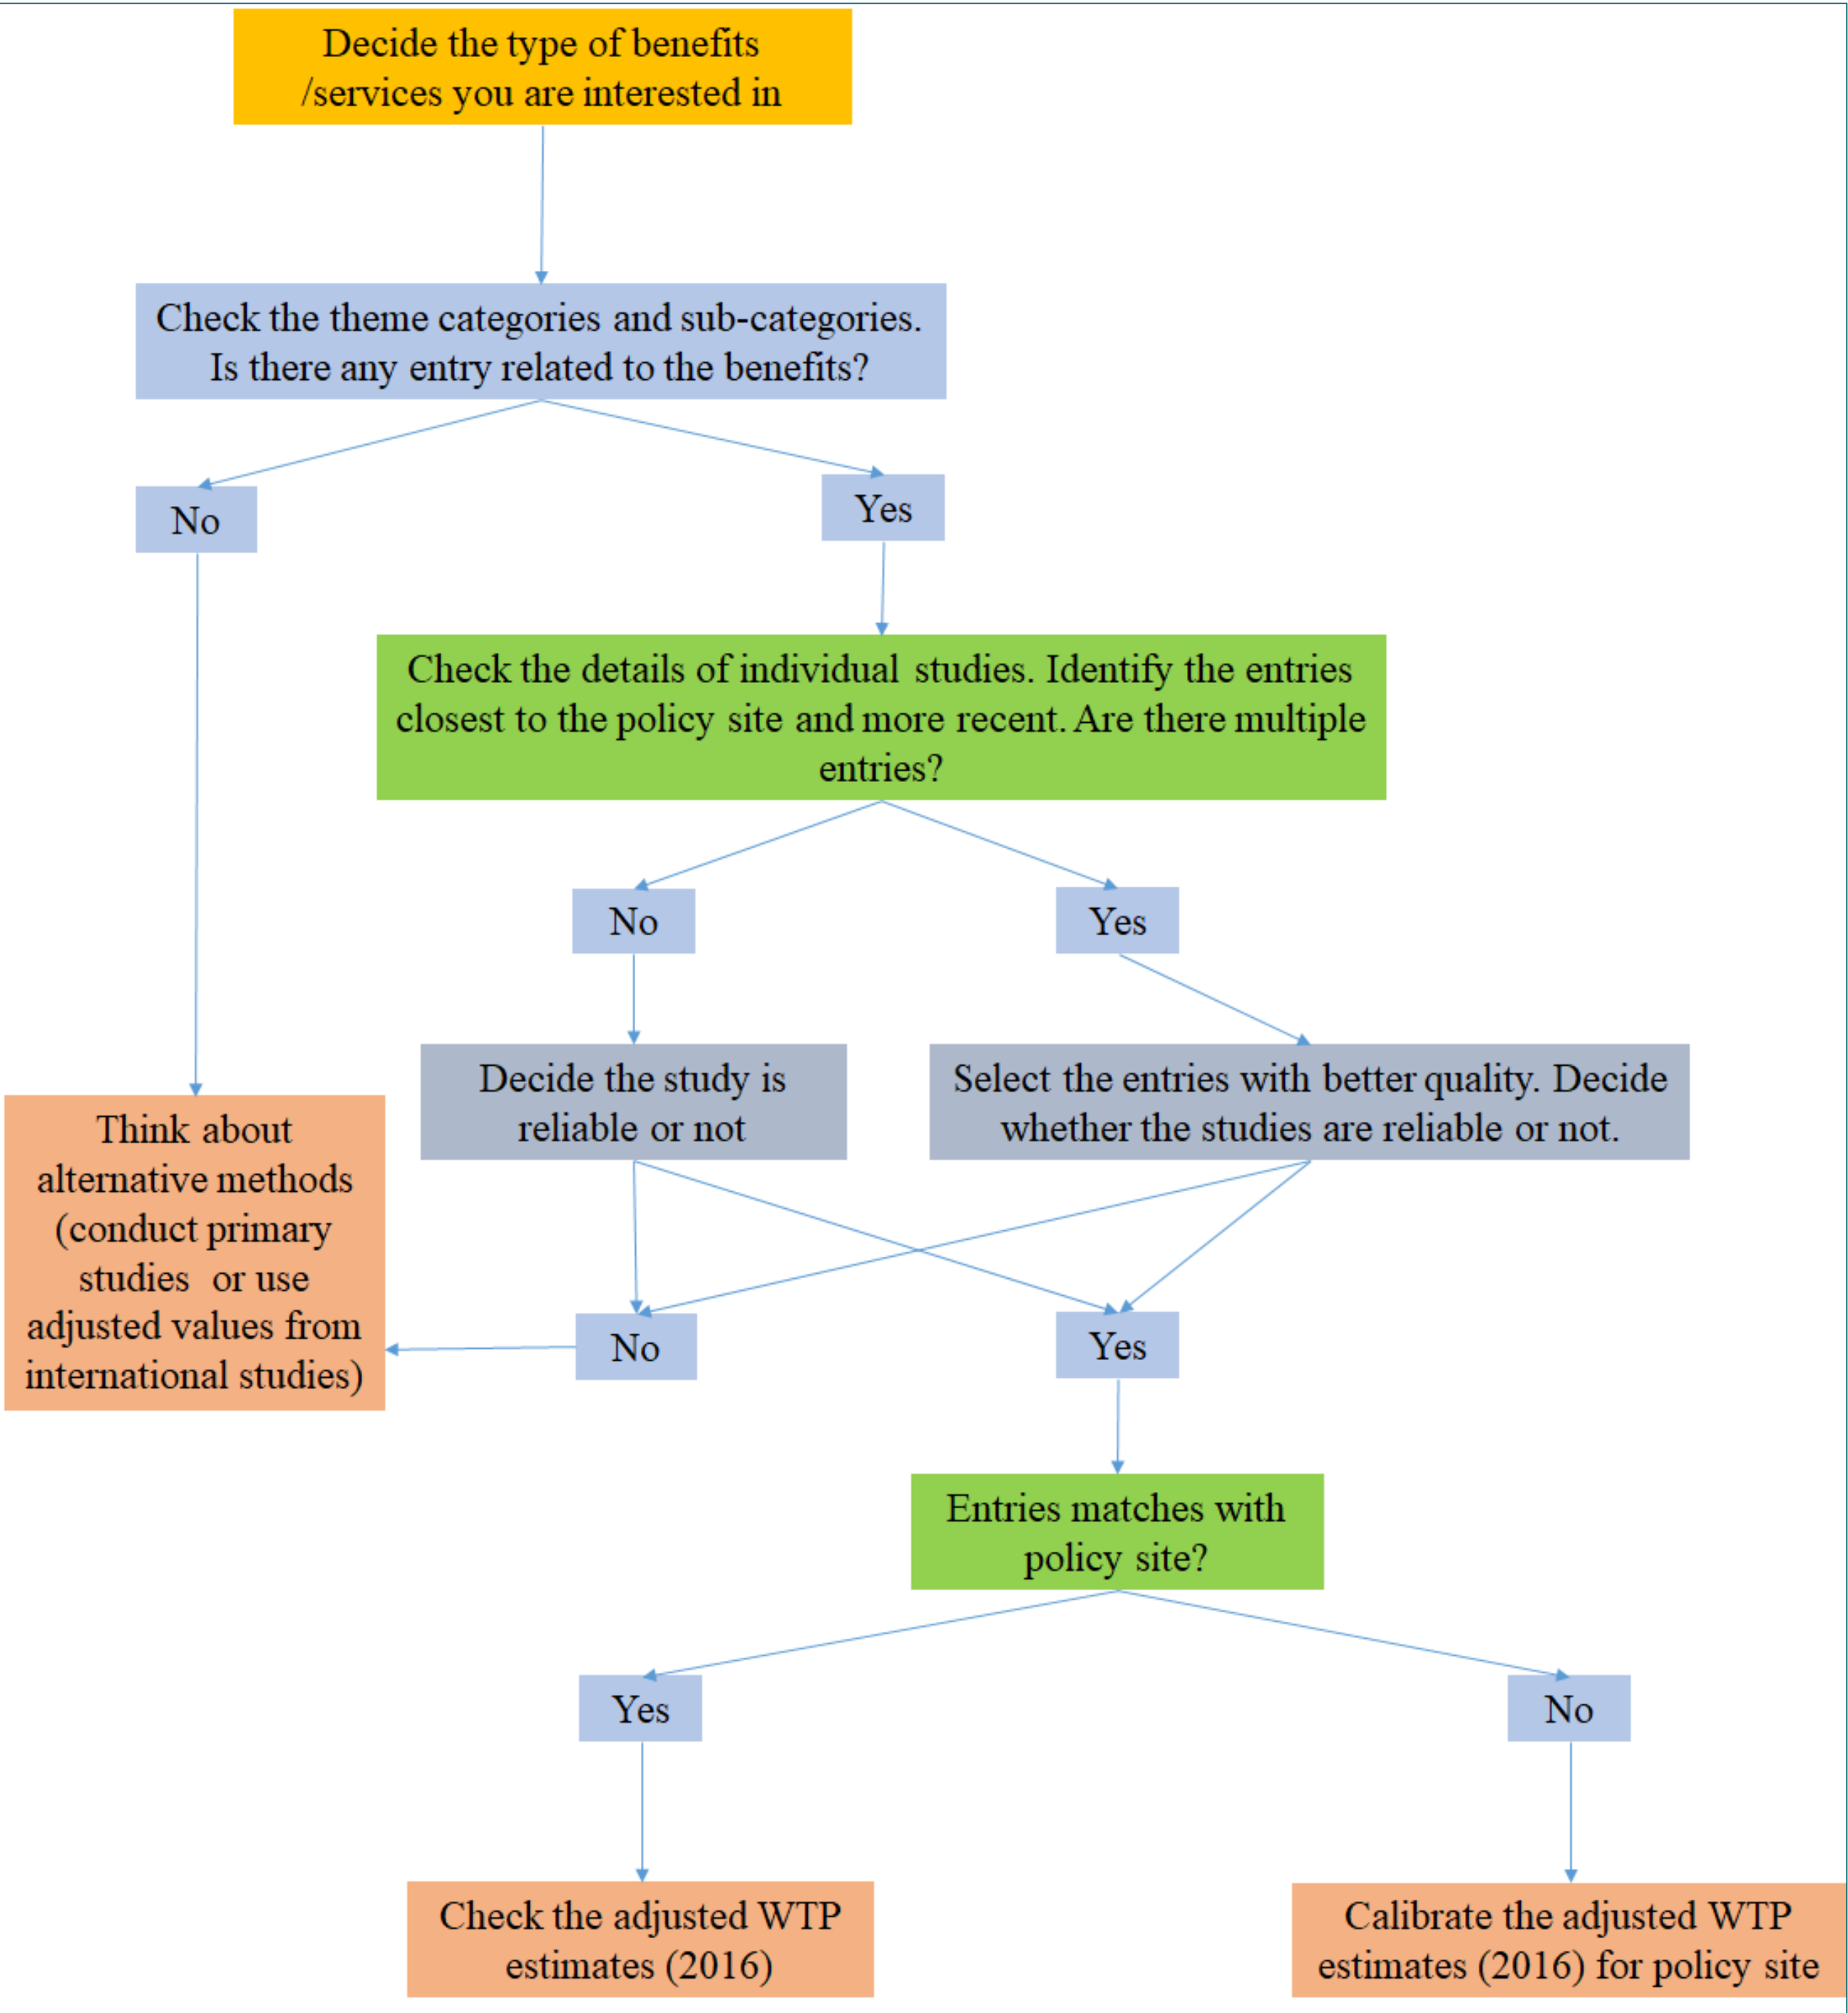 Decide the type of benefits
/services you are interested in
Check the theme categories and sub-categories.
Is there any entry related to the benefits?
No
Yes
Check the details of individual studies. Identify the entries
closest to the policy site and more recent. Are there multiple
entries?
No
Yes
Decide the study is
reliable or not
Select the entries with better quality. Decide
whether the studies are reliable or not.
Think about
alternative methods
(conduct primary
studies or use
adjusted values from
international studies)
No
Yes
Entries matches with
policy site?
Yes
No
Check the adjusted WTP
estimates (2016)
Calibrate the adjusted WTP
estimates (2016) for policy site